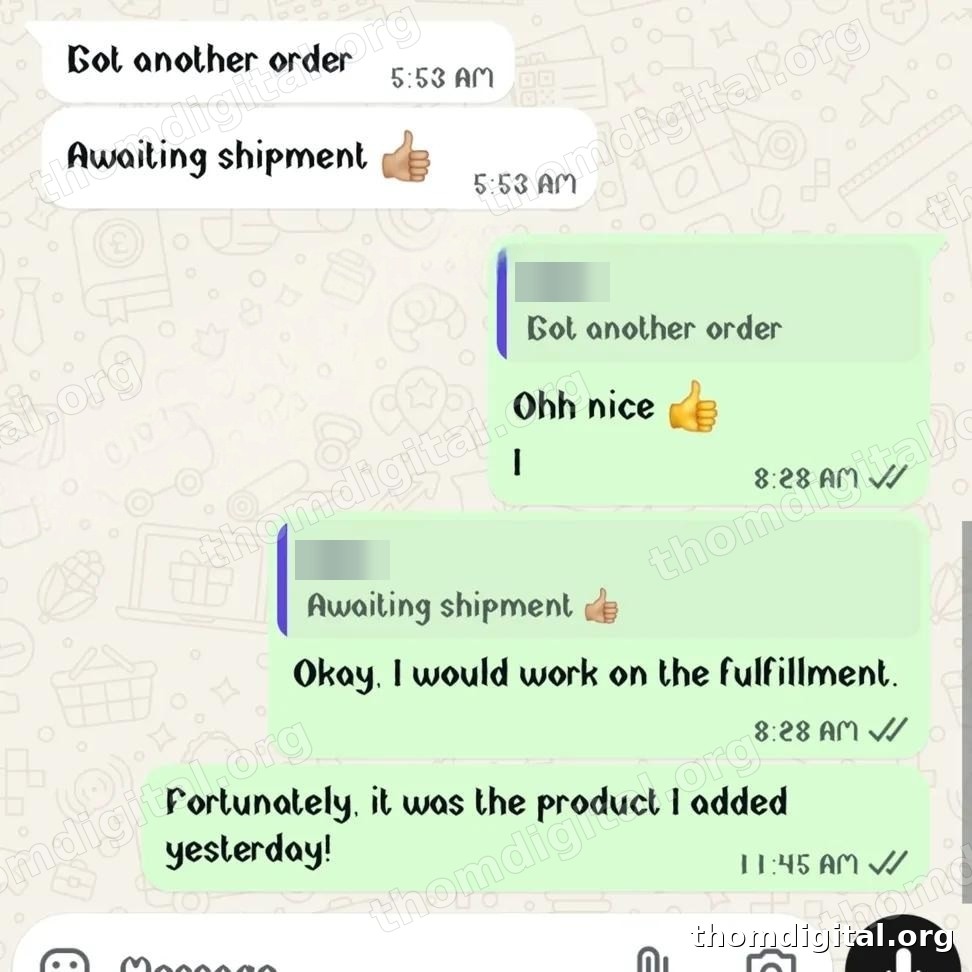 Got another order
5:53 AM
Awaiting shipment 👍🏼
5:53 AM
Got another order
Ohh nice 👍
I
8:28 AM
Awaiting shipment 👍🏼
Okay, I would work on the fulfillment.
8:28 AM
Fortunately, it was the product I added
yesterday!
11:45 AM
Message
thomdigital.org